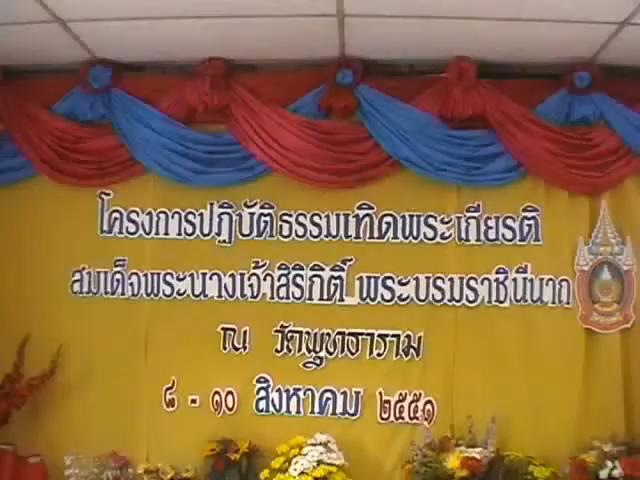 โครงการปฏิบัติธรรมเทิดพระเกียรติ
สมเด็จพระนางเจ้าสิริกิติ์ พระบรมราชินีนาถ
ณ วัดพุทธาราม
๘ - ๑๐ สิงหาคม ๒๕๕๑